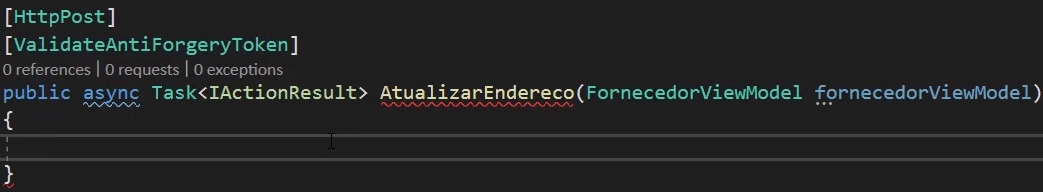 [HttpPost]
[ValidateAntiForgeryToken]
0 references | 0 requests | 0 exceptions
public async Task<IActionResult> AtualizarEndereco(FornecedorViewModel fornecedorViewModel)
{
}